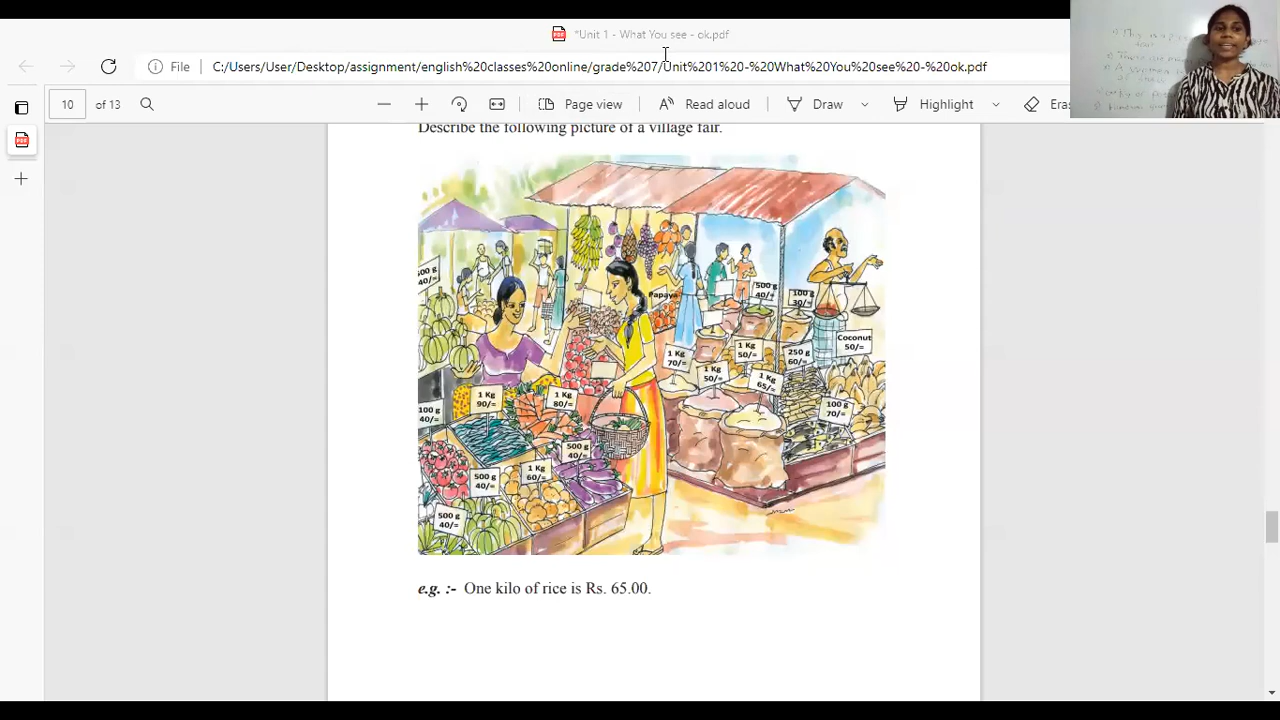 *Unit 1 - What You see - ok.pdf
File C:/Users/User/Desktop/assignment/english%20classes%20online/grade%207/Unit%201%20-%20What%20You%20see%20-%20ok.pdf
10 of 13 Page view Read aloud Draw Highlight Eras
Describe the following picture of a village fair.
40/=
Papaya
500 g
40/=
100 g
30/=
1 Kg
70/=
1 Kg
50/=
250 g
60/=
Coconut
50/=
1 Kg
50/=
1 Kg
65/=
100 g
40/=
1 Kg
90/=
1 Kg
80/=
100 g
70/=
500 g
40/=
500 g
40/=
1 Kg
60/=
500 g
40/=
e.g. :- One kilo of rice is Rs. 65.00.